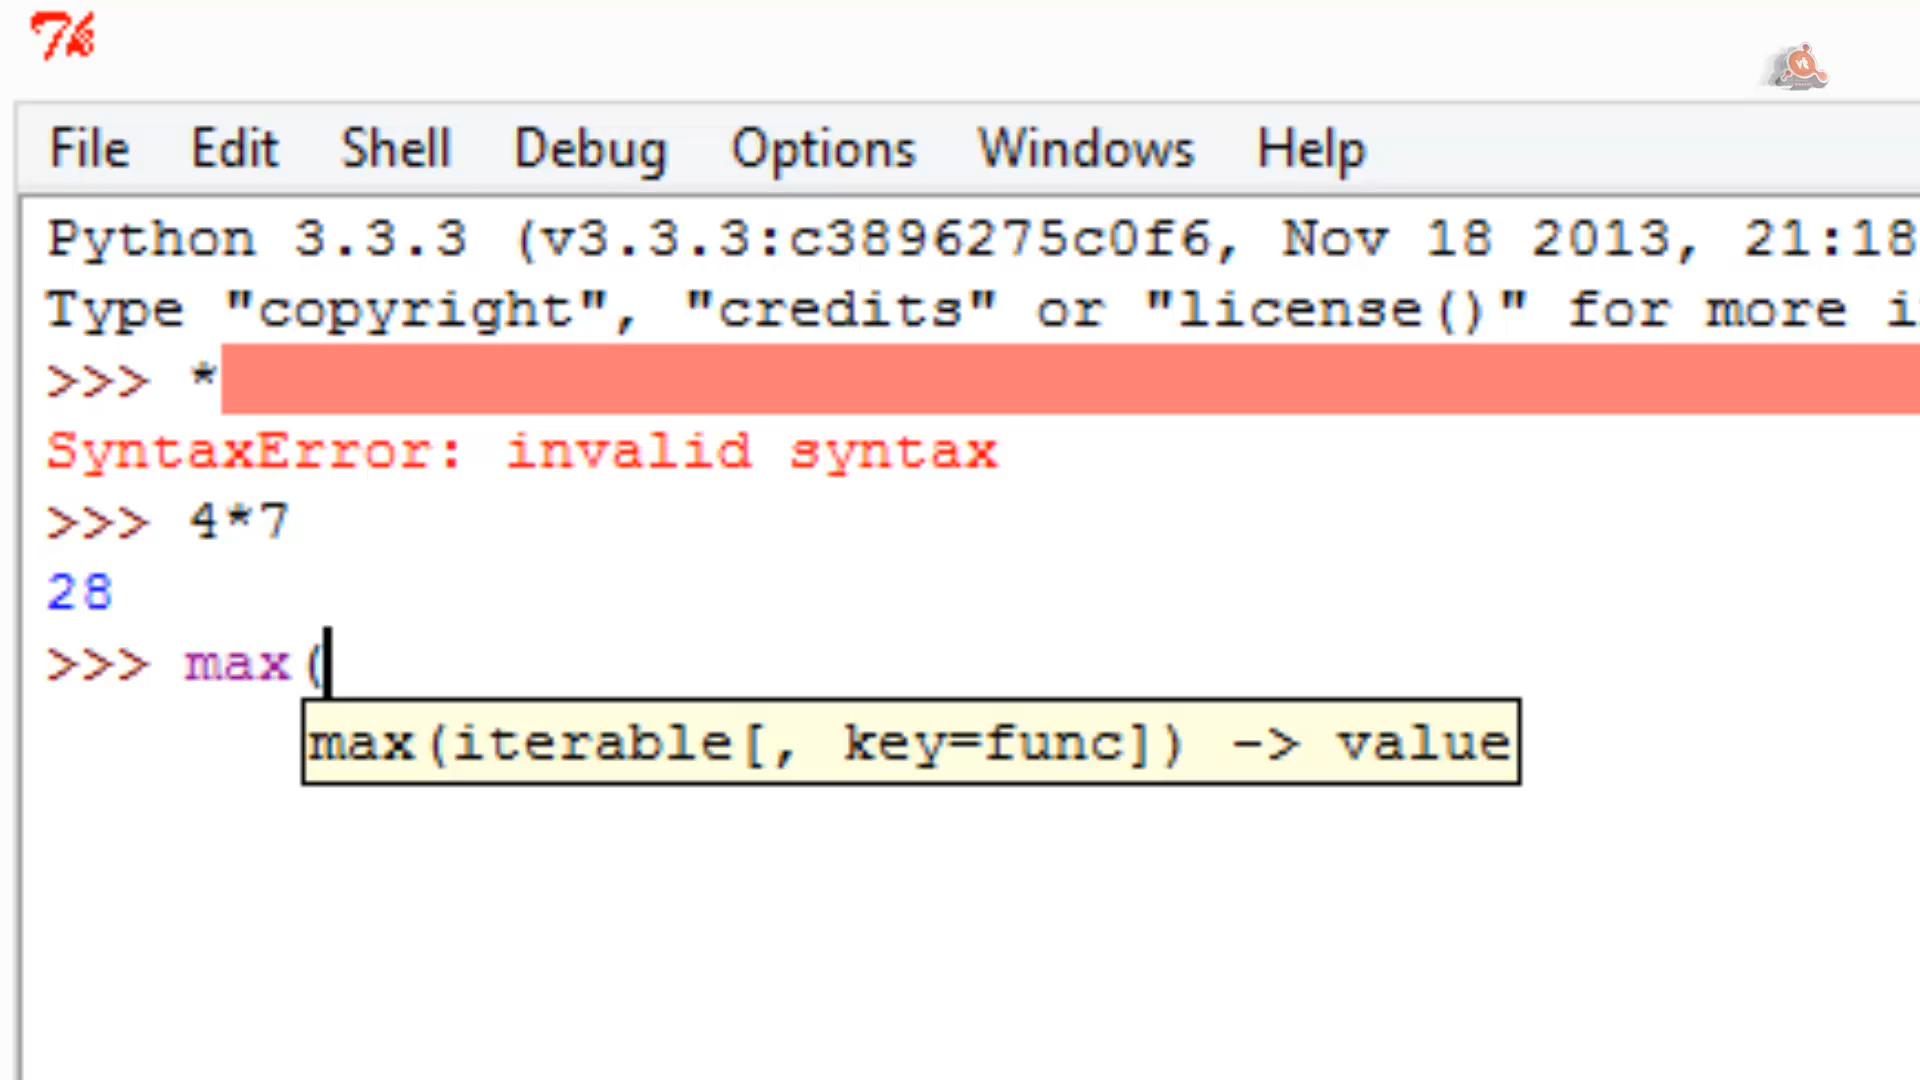 File Edit Shell Debug Options Windows Help
Python 3.3.3 (v3.3.3:c3896275c0f6, Nov 18 2013, 21:18
Type "copyright", "credits" or "license()" for more i
>>> *
SyntaxError: invalid syntax
>>> 4*7
28
>>> max(
max(iterable[, key=func]) -> value